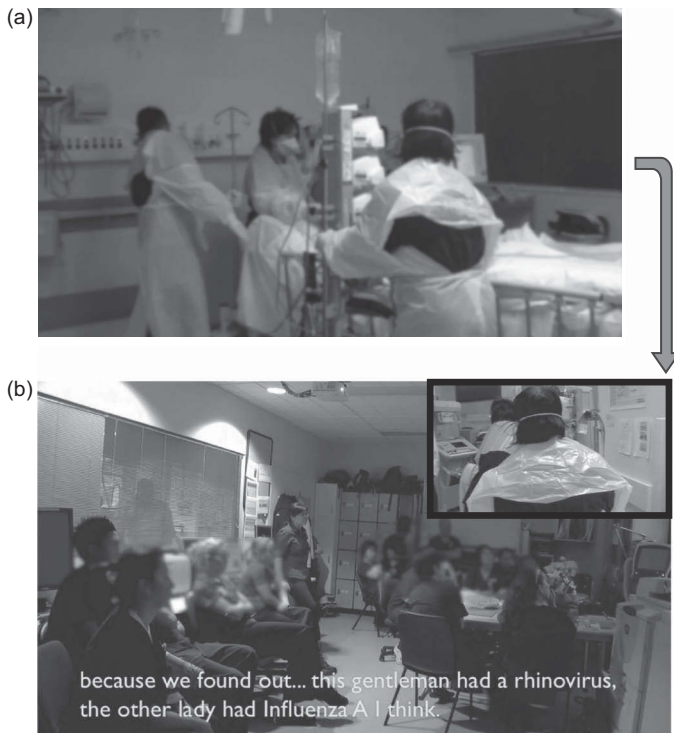 (a)
(b)
because we found out... this gentleman had a rhinovirus,
the other lady had Influenza A I think.